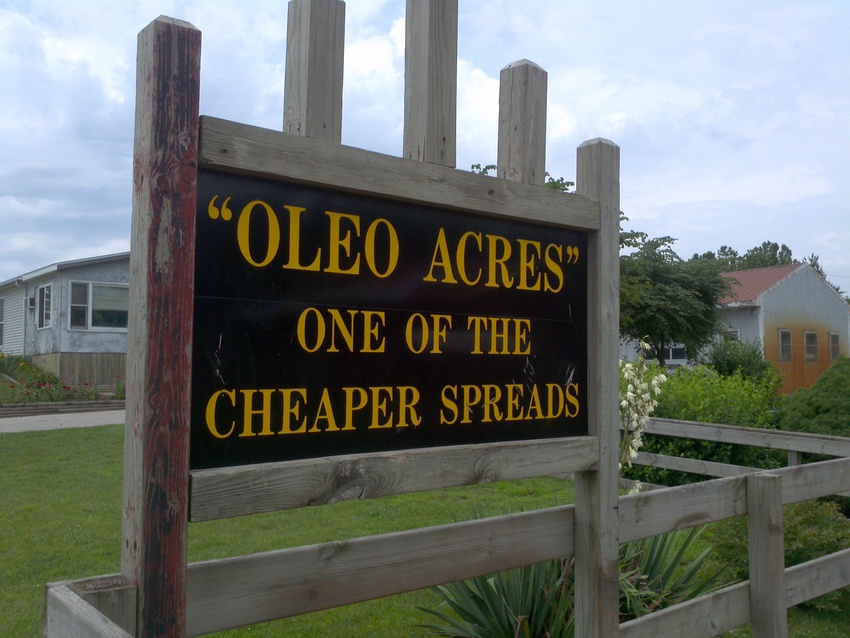 “OLEO ACRES”
ONE OF THE
CHEAPER SPREADS